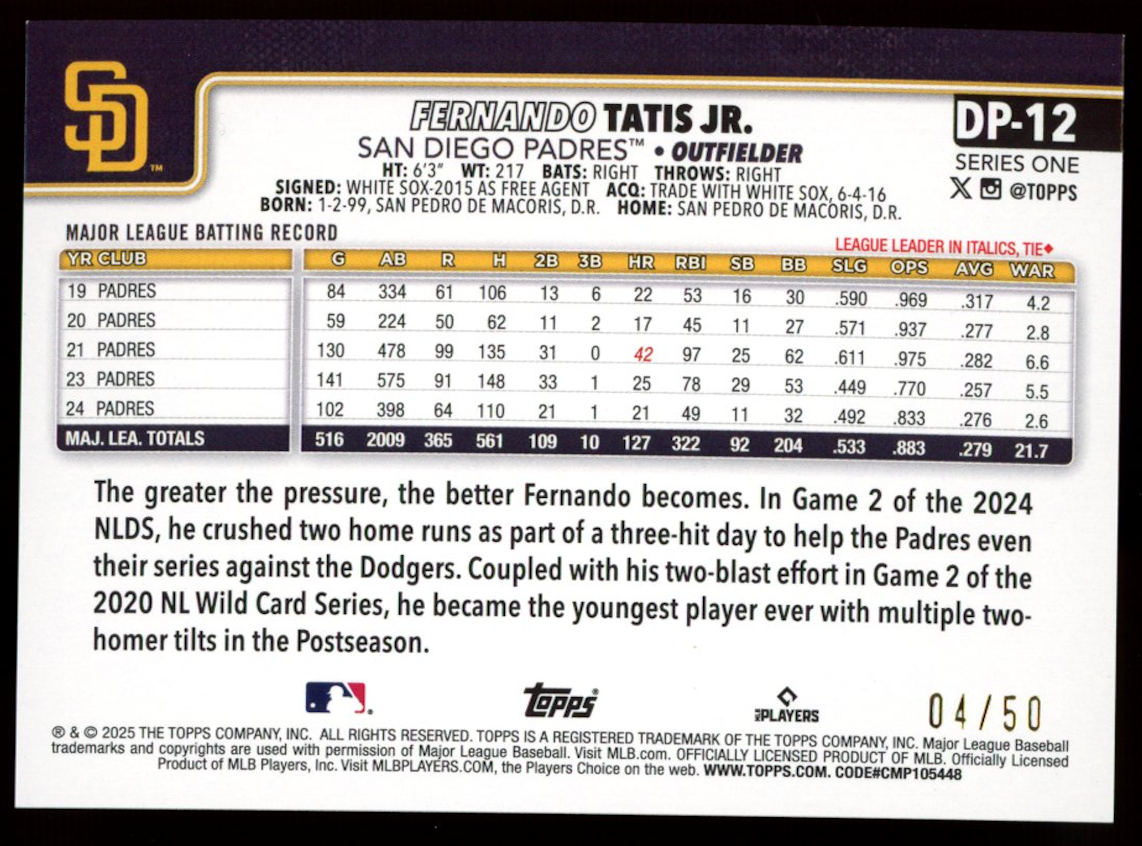 SD™
FERNANDO TATIS JR.
SAN DIEGO PADRES™ • OUTFIELDER
HT: 6'3" WT: 217 BATS: RIGHT THROWS: RIGHT
SIGNED: WHITE SOX-2015 AS FREE AGENT ACQ: TRADE WITH WHITE SOX, 6-4-16
BORN: 1-2-99, SAN PEDRO DE MACORIS, D.R. HOME: SAN PEDRO DE MACORIS, D.R.
DP-12
SERIES ONE
X @TOPPS
MAJOR LEAGUE BATTING RECORD
LEAGUE LEADER IN ITALICS, TIE◆
YR CLUB G AB R H 2B 3B HR RBI SB BB SLG OPS AVG WAR
19 PADRES 84 334 61 106 13 6 22 53 16 30 .590 .969 .317 4.2
20 PADRES 59 224 50 62 11 2 17 45 11 27 .571 .937 .277 2.8
21 PADRES 130 478 99 135 31 0 42 97 25 62 .611 .975 .282 6.6
23 PADRES 141 575 91 148 33 1 25 78 29 53 .449 .770 .257 5.5
24 PADRES 102 398 64 110 21 1 21 49 11 32 .492 .833 .276 2.6
MAJ. LEA. TOTALS 516 2009 365 561 109 10 127 322 92 204 .533 .883 .279 21.7
The greater the pressure, the better Fernando becomes. In Game 2 of the 2024
NLDS, he crushed two home runs as part of a three-hit day to help the Padres even
their series against the Dodgers. Coupled with his two-blast effort in Game 2 of the
2020 NL Wild Card Series, he became the youngest player ever with multiple two-
homer tilts in the Postseason.
Topps®
MLB PLAYERS
04/50
® & © 2025 THE TOPPS COMPANY, INC. ALL RIGHTS RESERVED. TOPPS IS A REGISTERED TRADEMARK OF THE TOPPS COMPANY, INC. Major League Baseball
trademarks and copyrights are used with permission of Major League Baseball. Visit MLB.com. OFFICIALLY LICENSED PRODUCT OF MLB. Officially Licensed
Product of MLB Players, Inc. Visit MLBPLAYERS.COM, the Players Choice on the web. WWW.TOPPS.COM. CODE#CMP105448